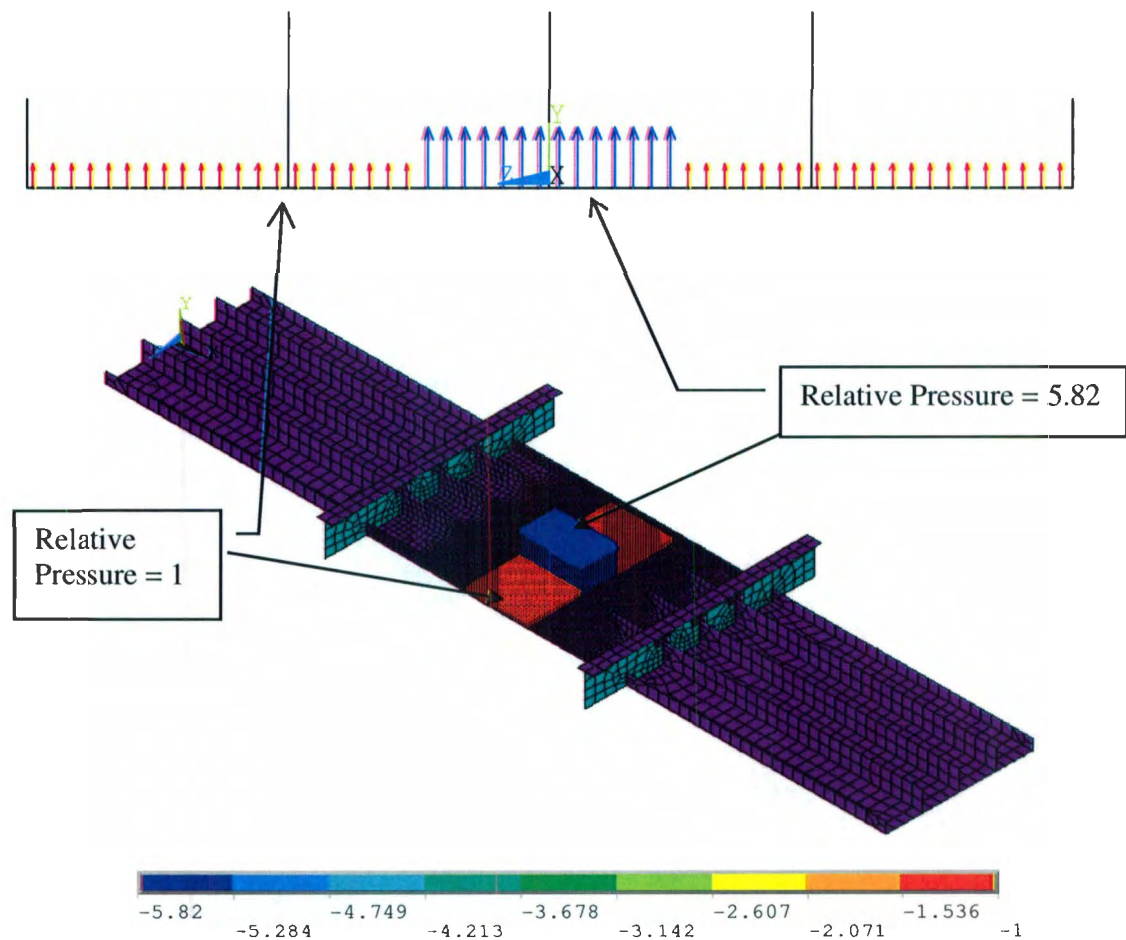 Y
Z
X
Y
Relative Pressure = 5.82
Relative
Pressure = 1
-5.82 -4.749 -3.678 -2.607 -1.536
-5.284 -4.213 -3.142 -2.071 -1